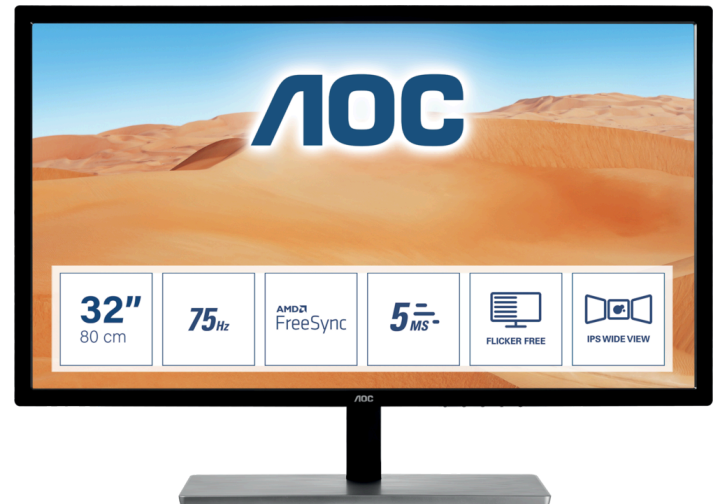 AOC
32"
80 cm
75Hz
AMD
FreeSync
5MS
FLICKER FREE
IPS WIDE VIEW
AOC